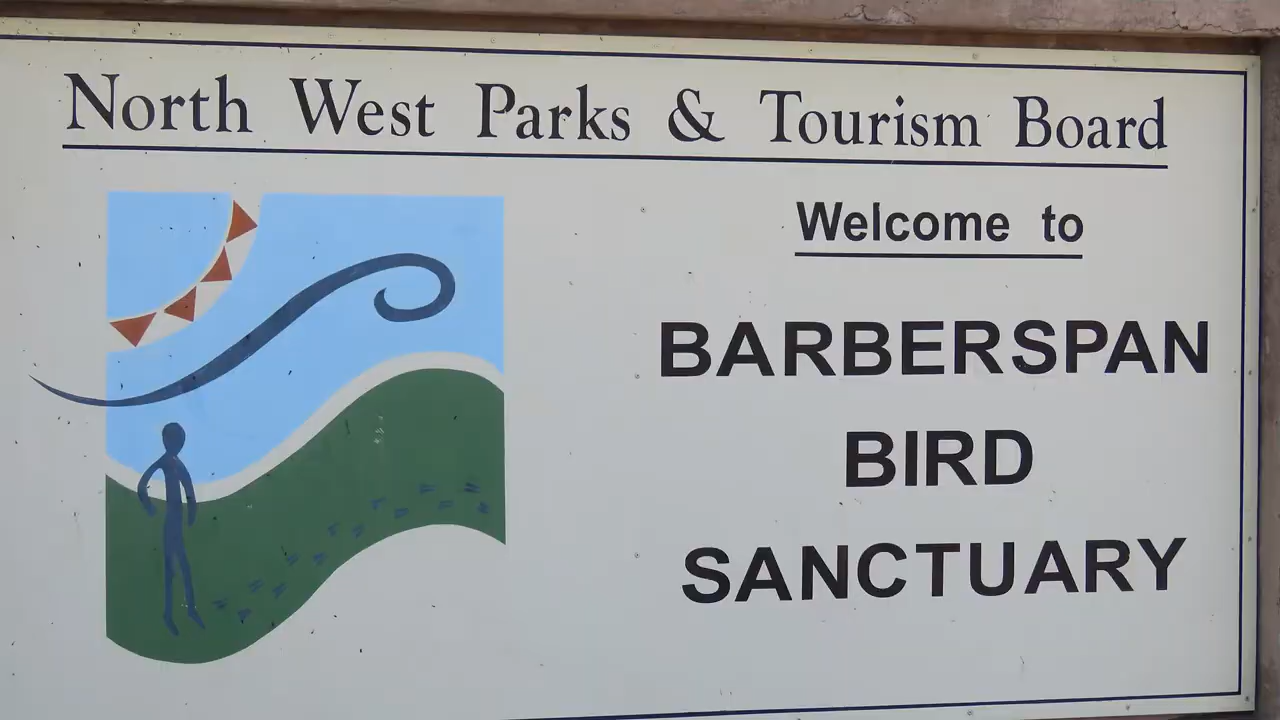 North West Parks & Tourism Board
Welcome to
BARBERSPAN
BIRD
SANCTUARY